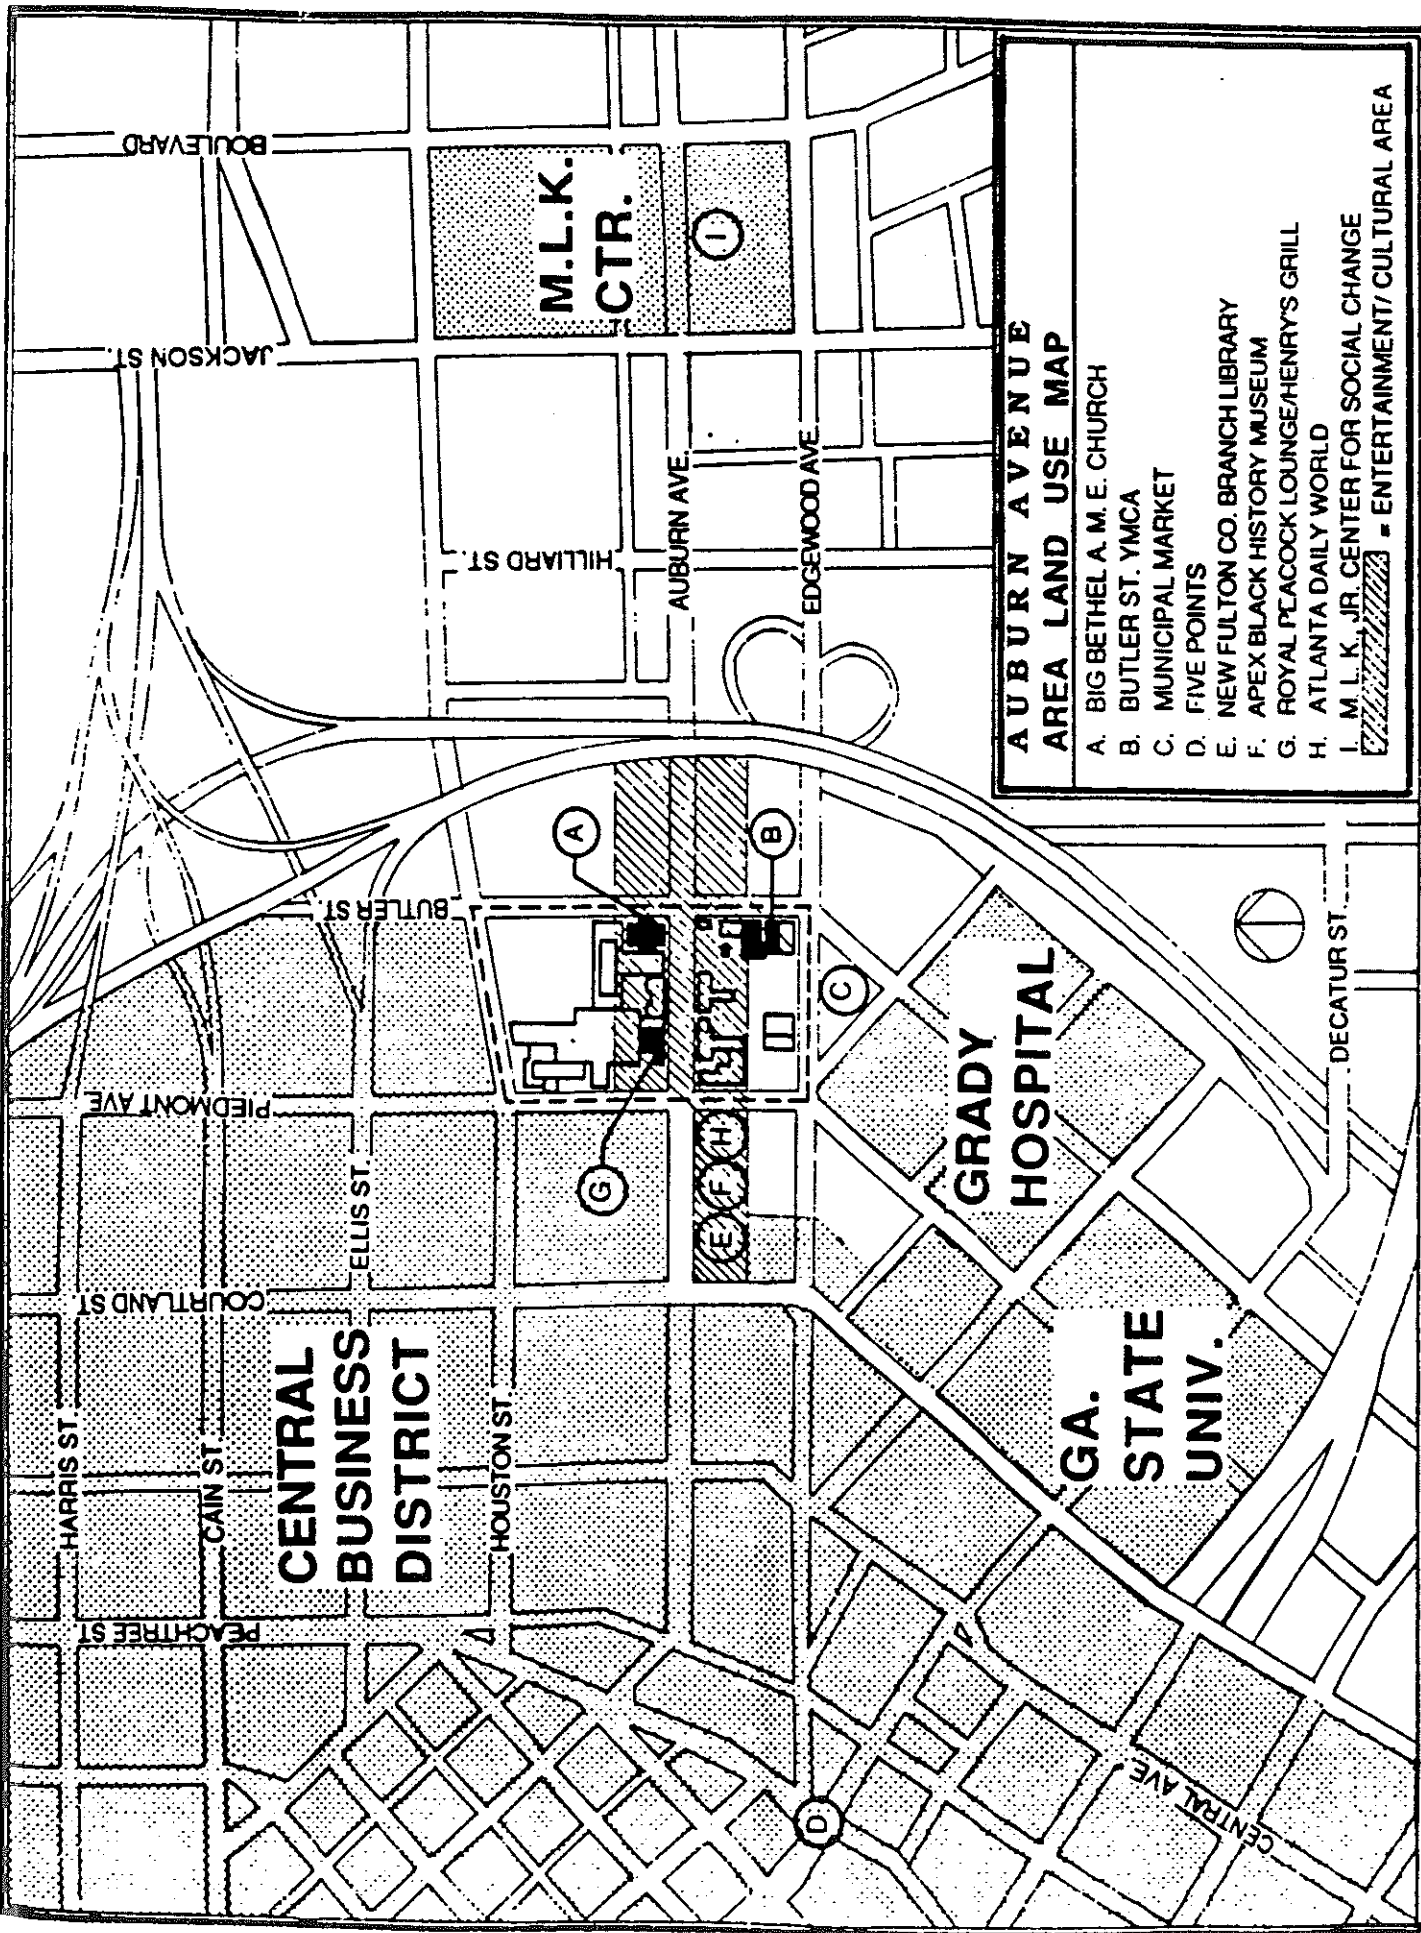 HARRIS ST.
CAIN ST.
PEACHTREE ST
COURTLAND ST
PIEDMONT AVE
ELLIS ST.
HOUSTON ST.
BUTLER ST
JACKSON ST.
BOULEVARD
HILLIARD ST.
AUBURN AVE.
EDGEWOOD AVE.
DECATUR ST.
CENTRAL AVE
CENTRAL
BUSINESS
DISTRICT
M.L.K.
CTR.
GRADY
HOSPITAL
GA.
STATE
UNIV.
A
B
C
D
E
F
H
G
I
AUBURN AVENUE
AREA LAND USE MAP
A. BIG BETHEL A. M. E. CHURCH
B. BUTLER ST. YMCA
C. MUNICIPAL MARKET
D. FIVE POINTS
E. NEW FULTON CO. BRANCH LIBRARY
F. APEX BLACK HISTORY MUSEUM
G. ROYAL PEACOCK LOUNGE/HENRY'S GRILL
H. ATLANTA DAILY WORLD
I. M. L. K., JR. CENTER FOR SOCIAL CHANGE
= ENTERTAINMENT/ CULTURAL AREA